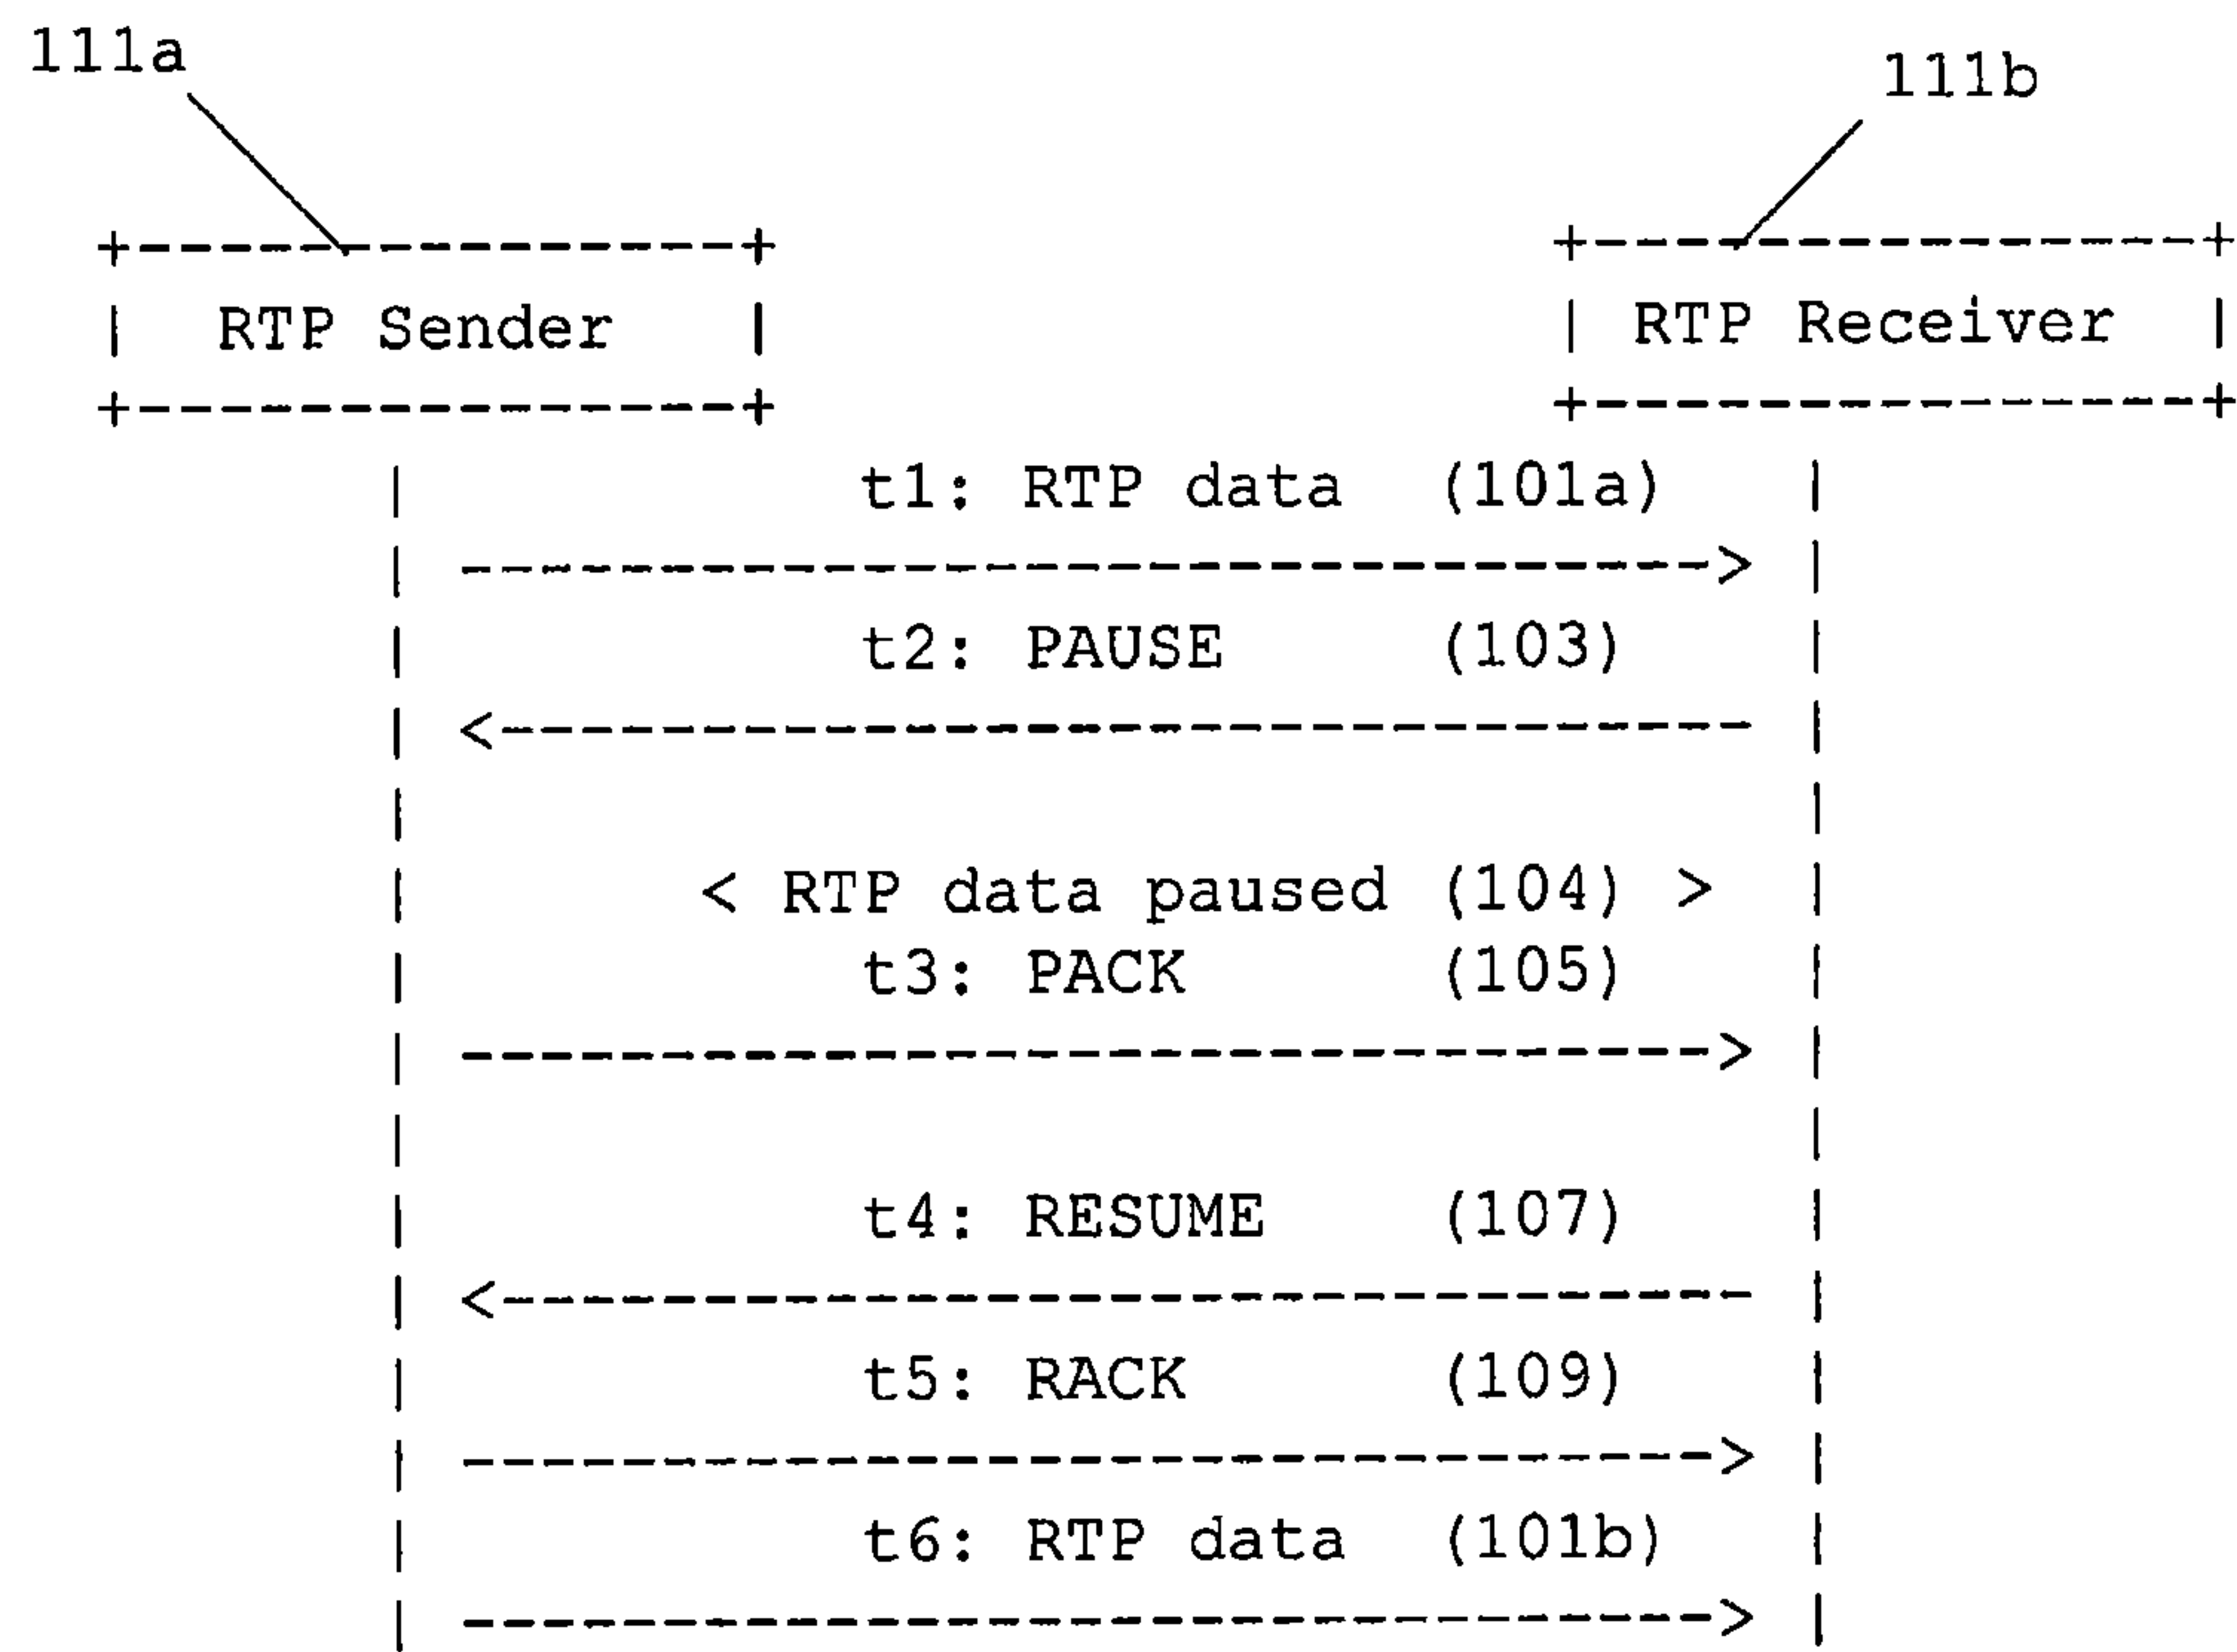 111a
111b
RTP Sender
RTP Receiver
t1: RTP data (101a)
t2: PAUSE (103)
< RTP data paused (104) >
t3: PACK (105)
t4: RESUME (107)
t5: RACK (109)
t6: RTP data (101b)